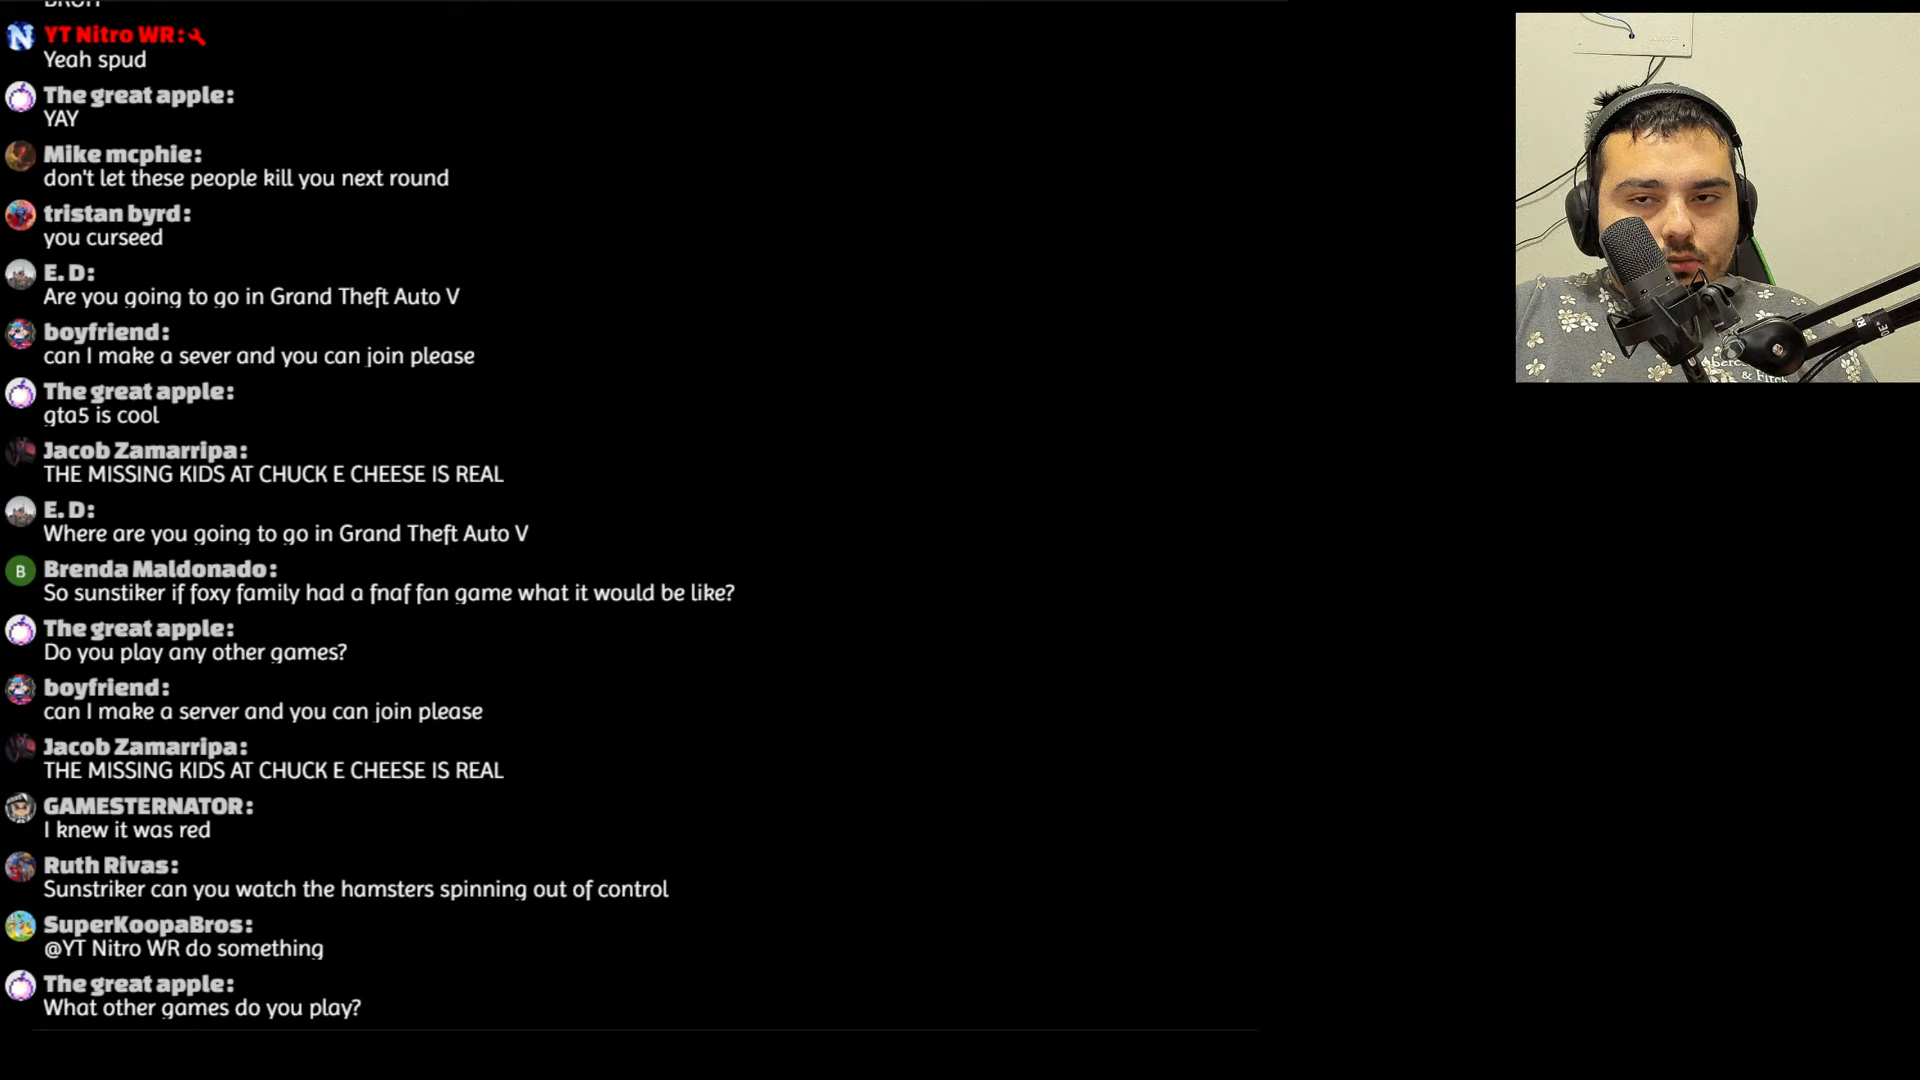 YT Nitro WR:
Yeah spud
The great apple:
YAY
Mike mcphie:
don't let these people kill you next round
tristan byrd:
you curseed
E. D:
Are you going to go in Grand Theft Auto V
boyfriend:
can I make a sever and you can join please
The great apple:
gta5 is cool
Jacob Zamarripa:
THE MISSING KIDS AT CHUCK E CHEESE IS REAL
E. D:
Where are you going to go in Grand Theft Auto V
B
Brenda Maldonado:
So sunstiker if foxy family had a fnaf fan game what it would be like?
The great apple:
Do you play any other games?
boyfriend:
can I make a server and you can join please
Jacob Zamarripa:
THE MISSING KIDS AT CHUCK E CHEESE IS REAL
GAMESTERNATOR:
I knew it was red
Ruth Rivas:
Sunstriker can you watch the hamsters spinning out of control
SuperKoopaBros:
@YT Nitro WR do something
The great apple:
What other games do you play?
& Fitch